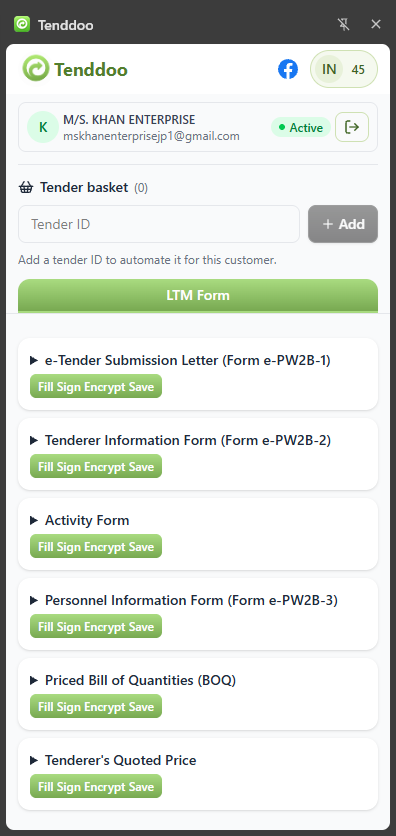 Tenddoo
Tenddoo
IN 45
K
M/S. KHAN ENTERPRISE
mskhanenterprisejp1@gmail.com
Active
Tender basket (0)
Tender ID
+ Add
Add a tender ID to automate it for this customer.
LTM Form
e-Tender Submission Letter (Form e-PW2B-1)
Fill Sign Encrypt Save
Tenderer Information Form (Form e-PW2B-2)
Fill Sign Encrypt Save
Activity Form
Fill Sign Encrypt Save
Personnel Information Form (Form e-PW2B-3)
Fill Sign Encrypt Save
Priced Bill of Quantities (BOQ)
Fill Sign Encrypt Save
Tenderer's Quoted Price
Fill Sign Encrypt Save